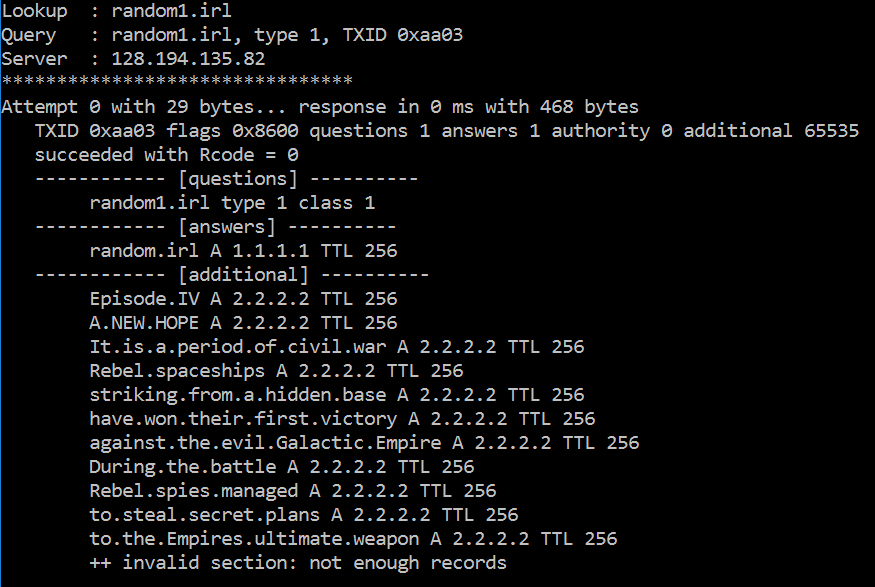 Lookup  : random1.irl
Query   : random1.irl, type 1, TXID 0xaa03
Server  : 128.194.135.82
********************************
Attempt 0 with 29 bytes... response in 0 ms with 468 bytes
   TXID 0xaa03 flags 0x8600 questions 1 answers 1 authority 0 additional 65535
   succeeded with Rcode = 0
   ------------ [questions] ----------
        random1.irl type 1 class 1
   ------------ [answers] ----------
        random.irl A 1.1.1.1 TTL 256
   ------------ [additional] ----------
        Episode.IV A 2.2.2.2 TTL 256
        A.NEW.HOPE A 2.2.2.2 TTL 256
        It.is.a.period.of.civil.war A 2.2.2.2 TTL 256
        Rebel.spaceships A 2.2.2.2 TTL 256
        striking.from.a.hidden.base A 2.2.2.2 TTL 256
        have.won.their.first.victory A 2.2.2.2 TTL 256
        against.the.evil.Galactic.Empire A 2.2.2.2 TTL 256
        During.the.battle A 2.2.2.2 TTL 256
        Rebel.spies.managed A 2.2.2.2 TTL 256
        to.steal.secret.plans A 2.2.2.2 TTL 256
        to.the.Empires.ultimate.weapon A 2.2.2.2 TTL 256
        ++ invalid section: not enough records